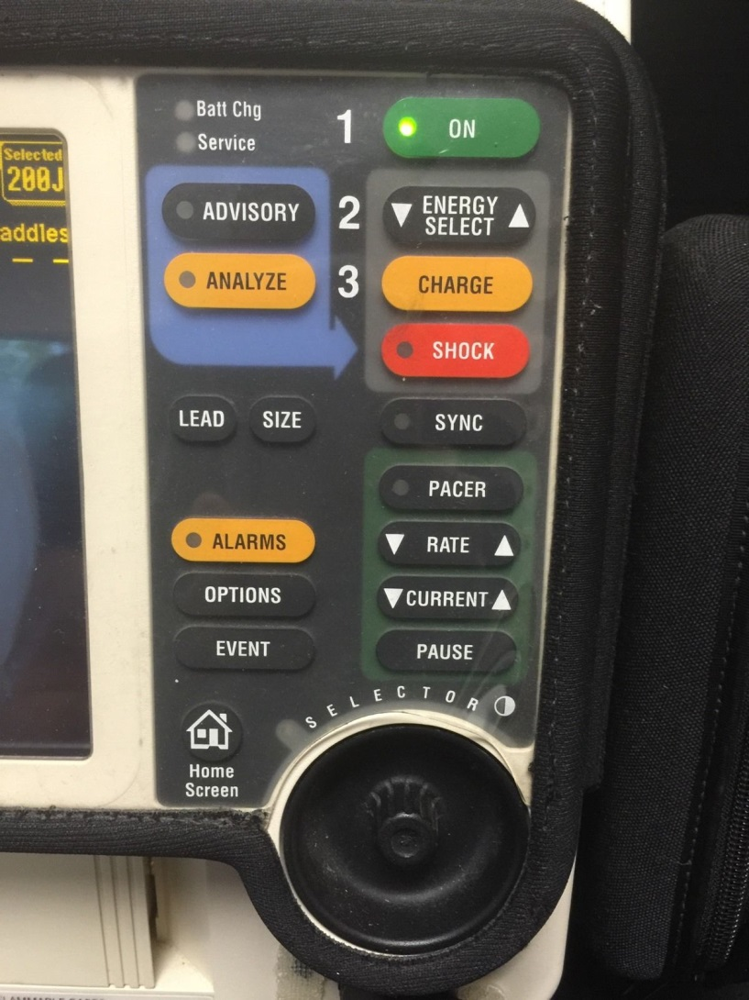 Batt Chg
Service
1
ON
Selected
200J
addles
ADVISORY
2
ENERGY
SELECT
ANALYZE
3
CHARGE
SHOCK
LEAD
SIZE
SYNC
PACER
ALARMS
RATE
OPTIONS
CURRENT
EVENT
PAUSE
SELECTOR
Home
Screen